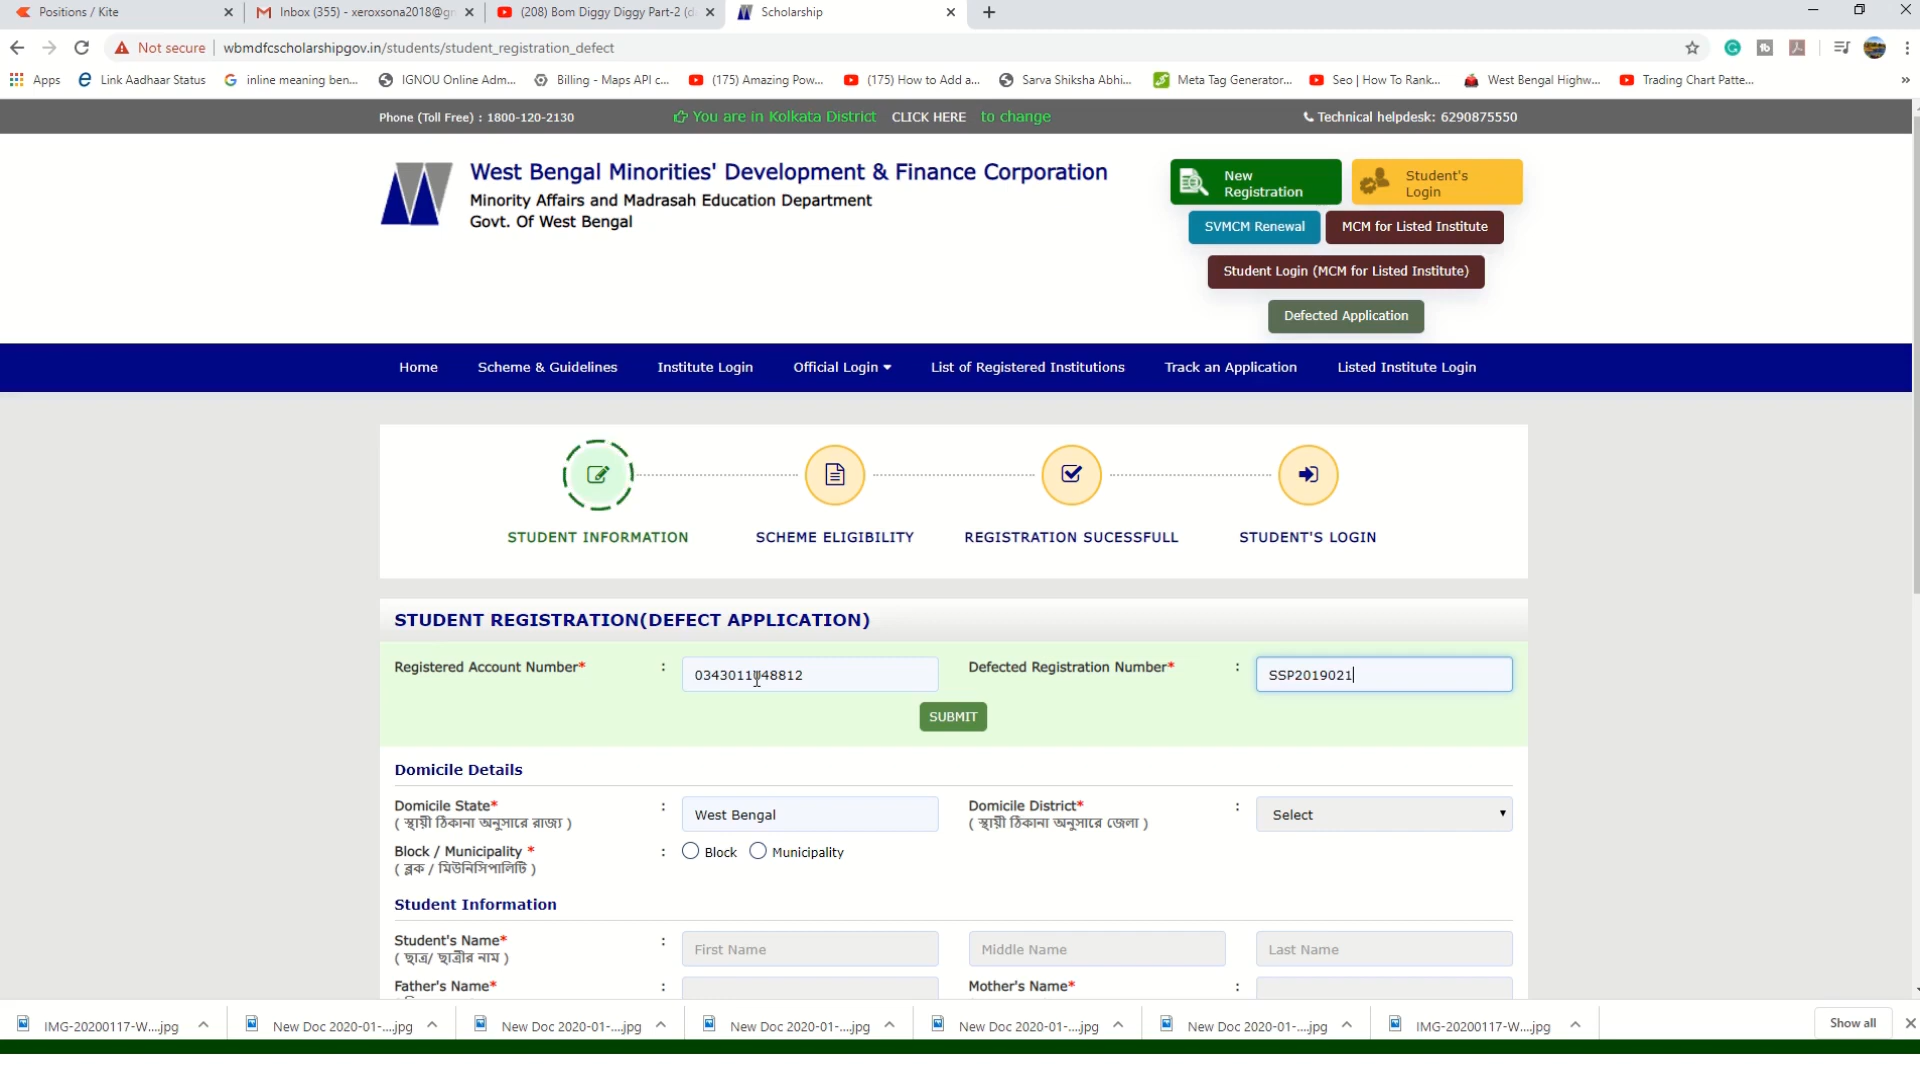 Positions / Kite
Inbox (355) - xeroxsona2018@gm
(208) Bom Diggy Diggy Part-2 (d
Scholarship
Not secure
wbmdfcscholarshipgov.in/students/student_registration_defect
Apps
Link Aadhaar Status
inline meaning ben...
IGNOU Online Adm...
Billing - Maps API c...
(175) Amazing Pow...
(175) How to Add a...
Sarva Shiksha Abhi...
Meta Tag Generator...
Seo | How To Rank...
West Bengal Highw...
Trading Chart Patte...
Phone (Toll Free) : 1800-120-2130
You are in Kolkata District CLICK HERE to change
Technical helpdesk: 6290875550
West Bengal Minorities' Development & Finance Corporation
Minority Affairs and Madrasah Education Department
Govt. Of West Bengal
New
Registration
Student's
Login
SVMCM Renewal
MCM for Listed Institute
Student Login (MCM for Listed Institute)
Defected Application
Home
Scheme & Guidelines
Institute Login
Official Login
List of Registered Institutions
Track an Application
Listed Institute Login
STUDENT INFORMATION
SCHEME ELIGIBILITY
REGISTRATION SUCESSFULL
STUDENT'S LOGIN
STUDENT REGISTRATION(DEFECT APPLICATION)
Registered Account Number* :
Defected Registration Number* : SSP2019021
SUBMIT
Domicile Details
Domicile State* : West Bengal
( স্থায়ী ঠিকানা অনুসারে রাজ্য )
Domicile District* : Select
( স্থায়ী ঠিকানা অনুসারে জেলা )
Block / Municipality * : Block Municipality
( ব্লক / মিউনিসিপালিটি )
Student Information
Student's Name* : First Name Middle Name Last Name
( ছাত্র/ ছাত্রীর নাম )
Father's Name* :
Mother's Name* :
IMG-20200117-W....jpg
New Doc 2020-01-....jpg
New Doc 2020-01-....jpg
New Doc 2020-01-....jpg
New Doc 2020-01-....jpg
New Doc 2020-01-....jpg
IMG-20200117-W....jpg
Show all